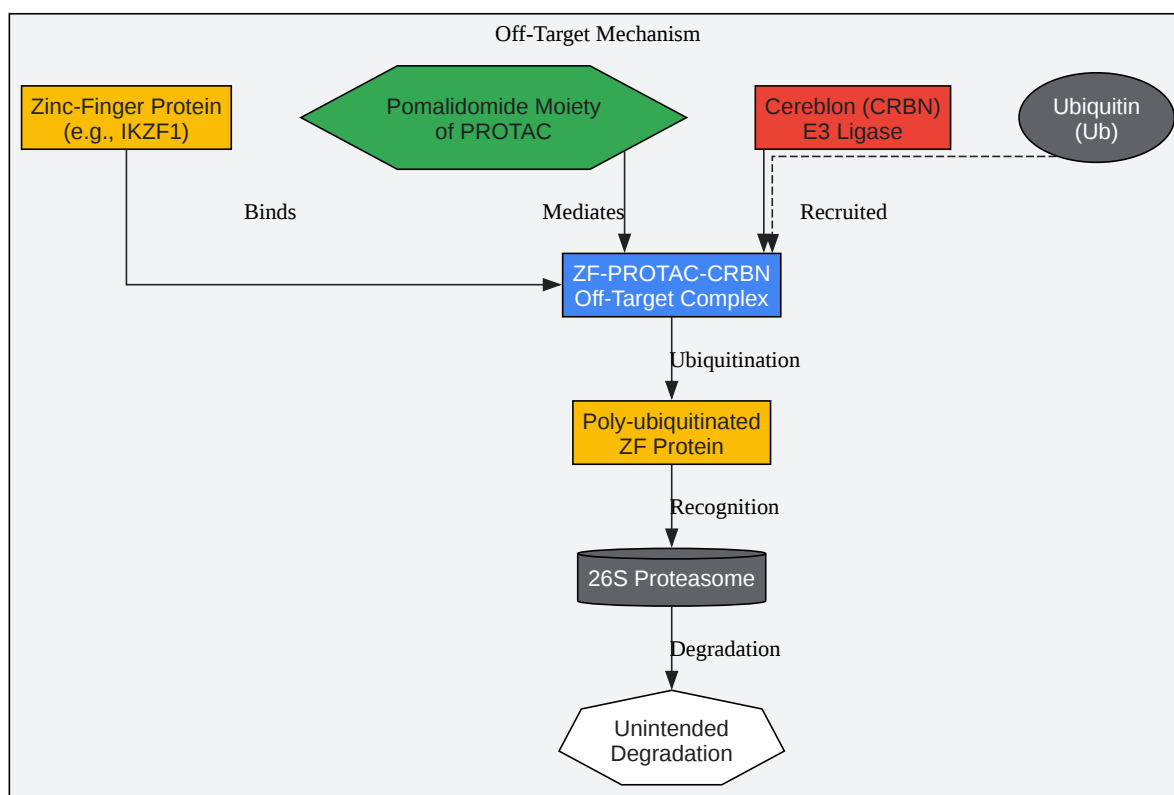 Off-Target Mechanism
Zinc-Finger Protein
(e.g., IKZF1)
Pomalidomide Moiety
of PROTAC
Cereblon (CRBN)
E3 Ligase
Ubiquitin
(Ub)
Binds
Mediates
Recruited
ZF-PROTAC-CRBN
Off-Target Complex
Ubiquitination
Poly-ubiquitinated
ZF Protein
Recognition
26S Proteasome
Degradation
Unintended
Degradation